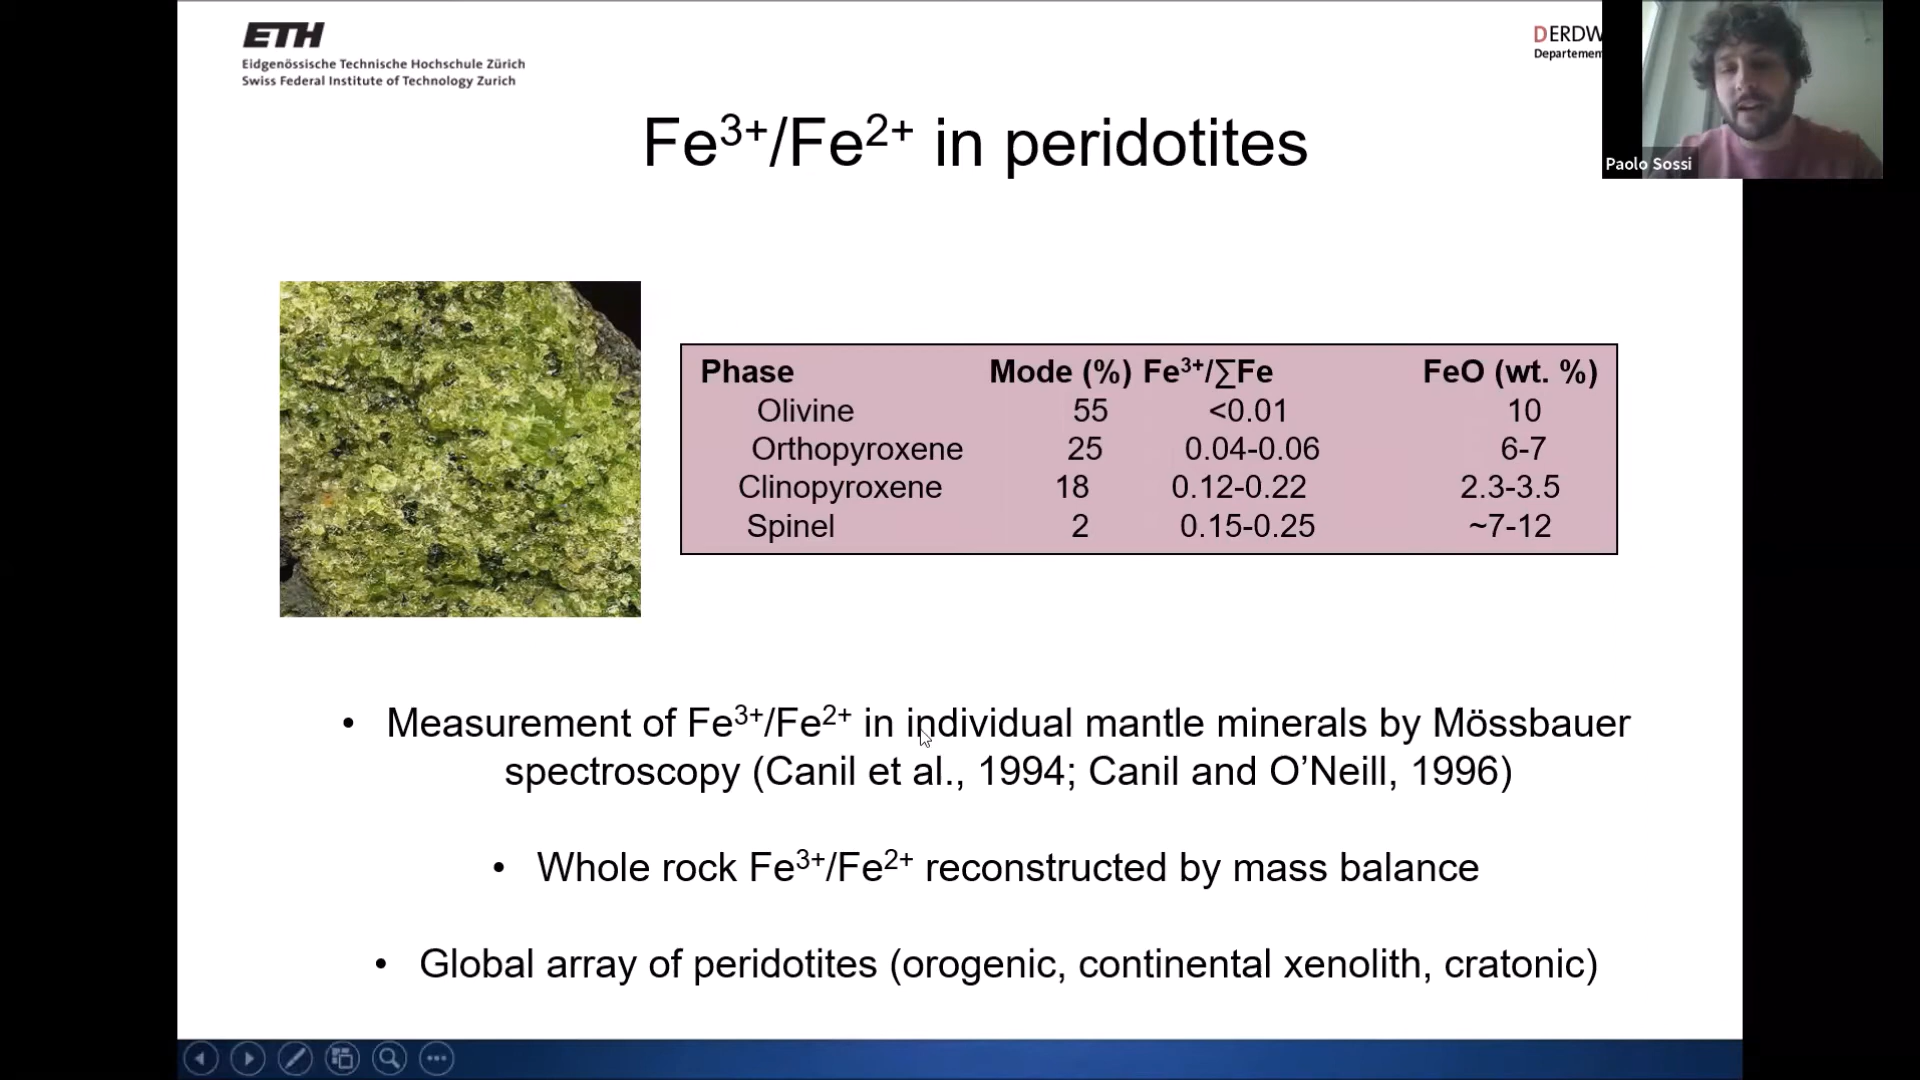 ETH
Eidgenössische Technische Hochschule Zürich
Swiss Federal Institute of Technology Zurich
DERDW
Departemen
Paolo Sossi
Fe³⁺/Fe²⁺ in peridotites
Phase Mode (%) Fe³⁺/∑Fe FeO (wt. %)
Olivine 55 <0.01 10
Orthopyroxene 25 0.04-0.06 6-7
Clinopyroxene 18 0.12-0.22 2.3-3.5
Spinel 2 0.15-0.25 ~7-12
• Measurement of Fe³⁺/Fe²⁺ in individual mantle minerals by Mössbauer
spectroscopy (Canil et al., 1994; Canil and O’Neill, 1996)
• Whole rock Fe³⁺/Fe²⁺ reconstructed by mass balance
• Global array of peridotites (orogenic, continental xenolith, cratonic)